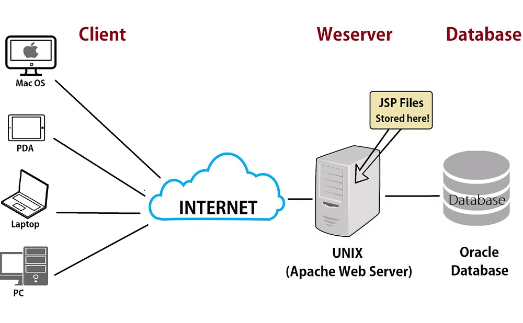 Client
Weserver
Database
Mac OS
PDA
Laptop
PC
INTERNET
JSP Files
Stored here!
UNIX
(Apache Web Server)
Database
Oracle
Database